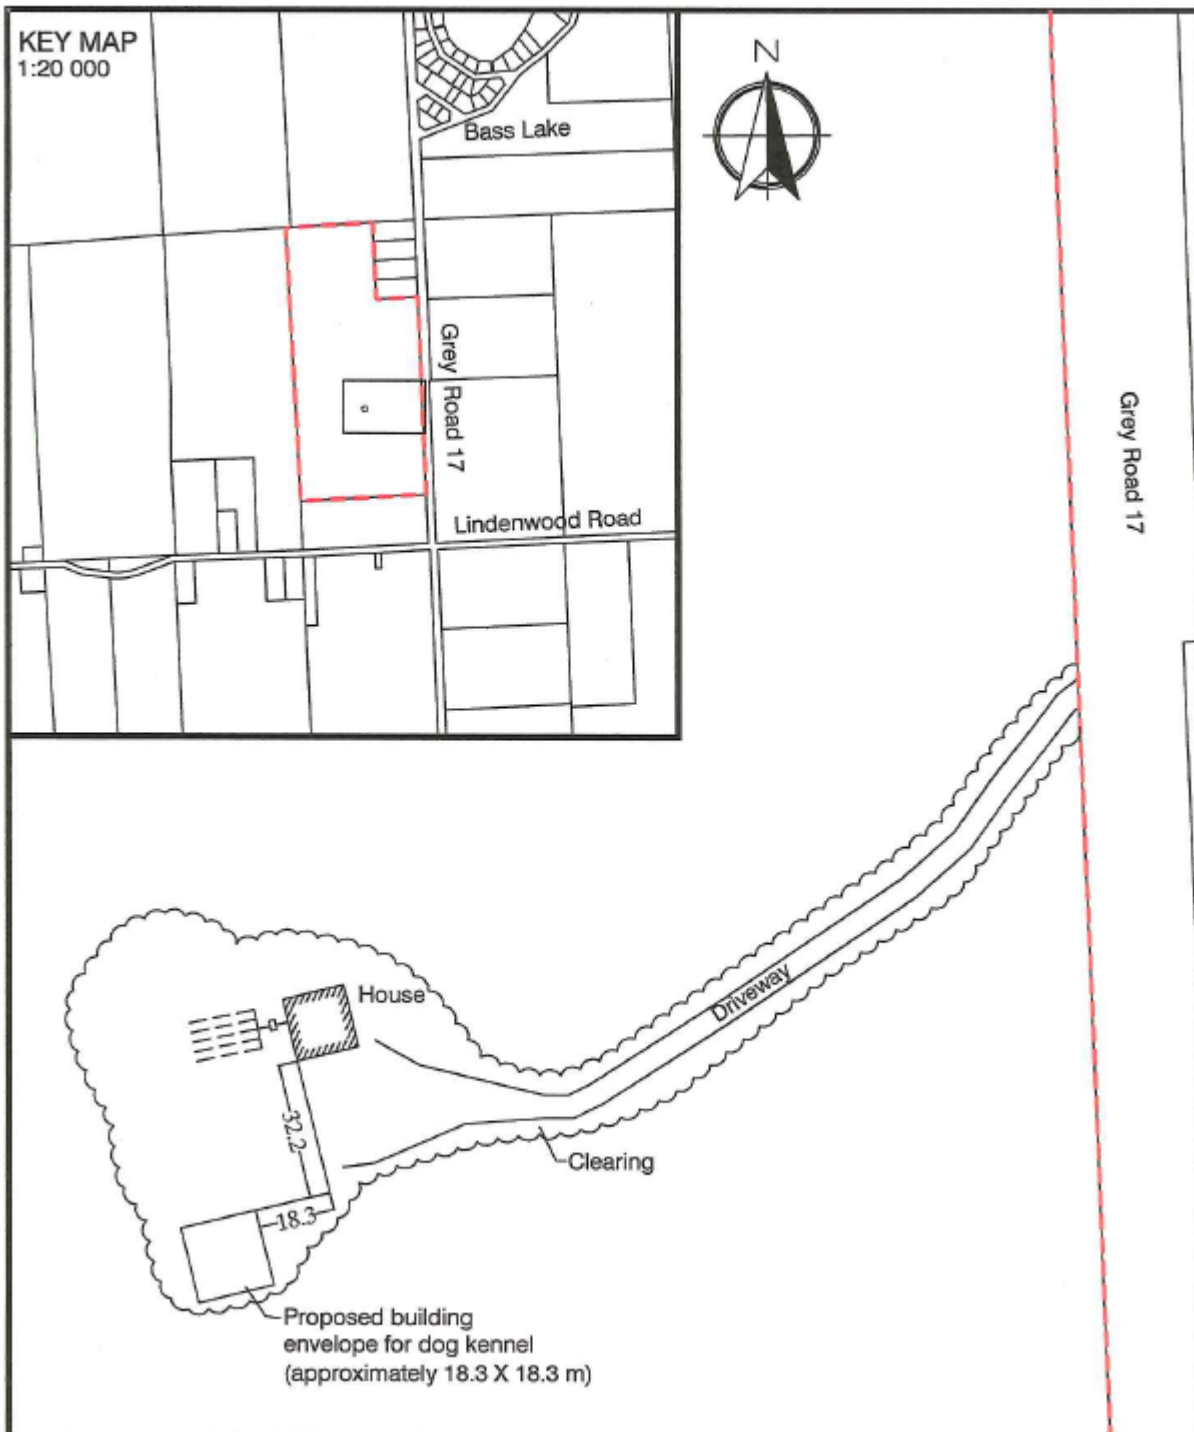 KEY MAP
1:20 000
Bass Lake
Grey Road 17
Lindenwood Road
N
Grey Road 17
House
Driveway
32.2
Clearing
18.3
Proposed building
envelope for dog kennel
(approximately 18.3 X 18.3 m)